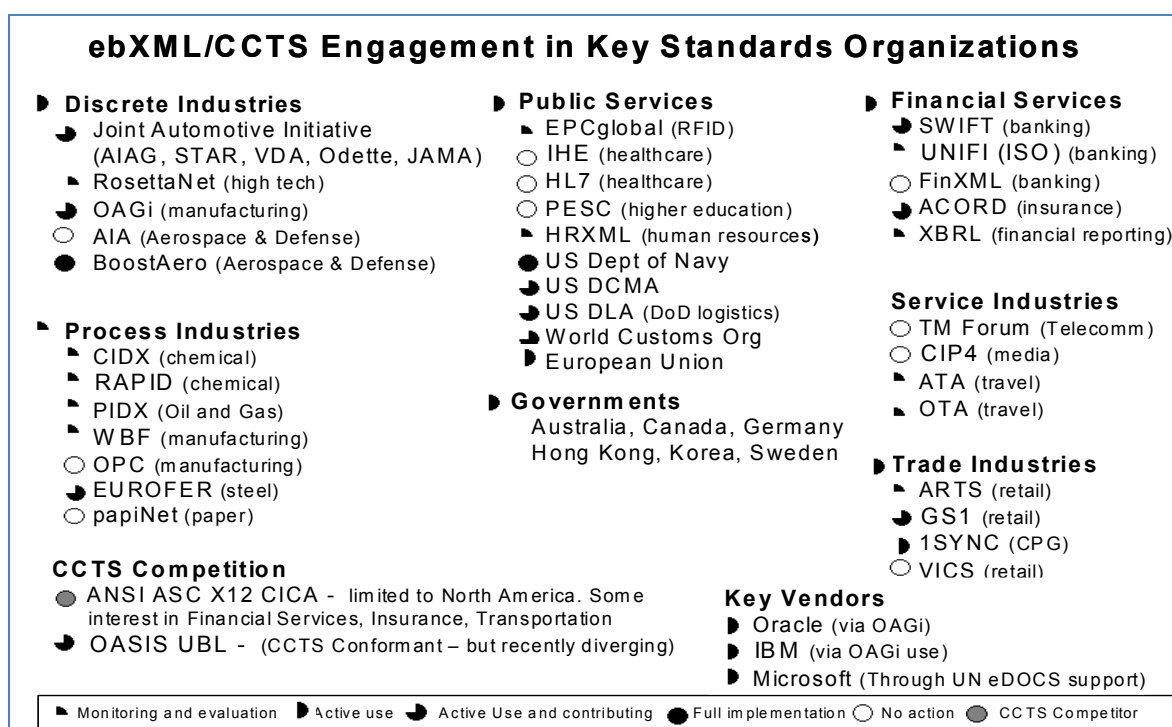 ebXML/CCTS Engagement in Key Standards Organizations
Discrete Industries
Joint Automotive Initiative
(AIAG, STAR, VDA, Odette, JAMA)
RosettaNet (high tech)
OAGi (manufacturing)
AIA (Aerospace & Defense)
BoostAero (Aerospace & Defense)
Process Industries
CIDX (chemical)
RAPID (chemical)
PIDX (Oil and Gas)
WBF (manufacturing)
OPC (manufacturing)
EUROFER (steel)
papiNet (paper)
CCTS Competition
ANSI ASC X12 CICA - limited to North America. Some
interest in Financial Services, Insurance, Transportation
OASIS UBL - (CCTS Conformant – but recently diverging)
Public Services
EPCglobal (RFID)
IHE (healthcare)
HL7 (healthcare)
PESC (higher education)
HRXML (human resources)
US Dept of Navy
US DCMA
US DLA (DoD logistics)
World Customs Org
European Union
Governments
Australia, Canada, Germany
Hong Kong, Korea, Sweden
Financial Services
SWIFT (banking)
UNIFI (ISO) (banking)
FinXML (banking)
ACORD (insurance)
XBRL (financial reporting)
Service Industries
TM Forum (Telecomm)
CIP4 (media)
ATA (travel)
OTA (travel)
Trade Industries
ARTS (retail)
GS1 (retail)
1SYNC (CPG)
VICS (retail)
Key Vendors
Oracle (via OAGi)
IBM (via OAGi use)
Microsoft (Through UN eDOCS support)
Monitoring and evaluation Active use Active Use and contributing Full implementation No action CCTS Competitor